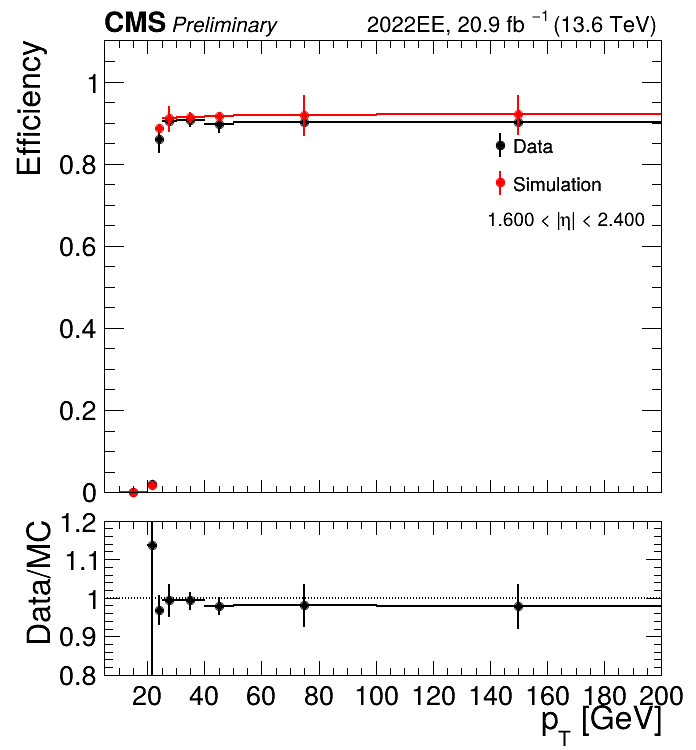 CMS Preliminary 2022EE, 20.9 fb ⁻¹ (13.6 TeV)
Efficiency
1
0.8
0.6
0.4
0.2
0
Data
Simulation
1.600 < |η| < 2.400
Data/MC
1.2
1.1
1
0.9
0.8
20 40 60 80 100 120 140 160 180 200
p_T [GeV]